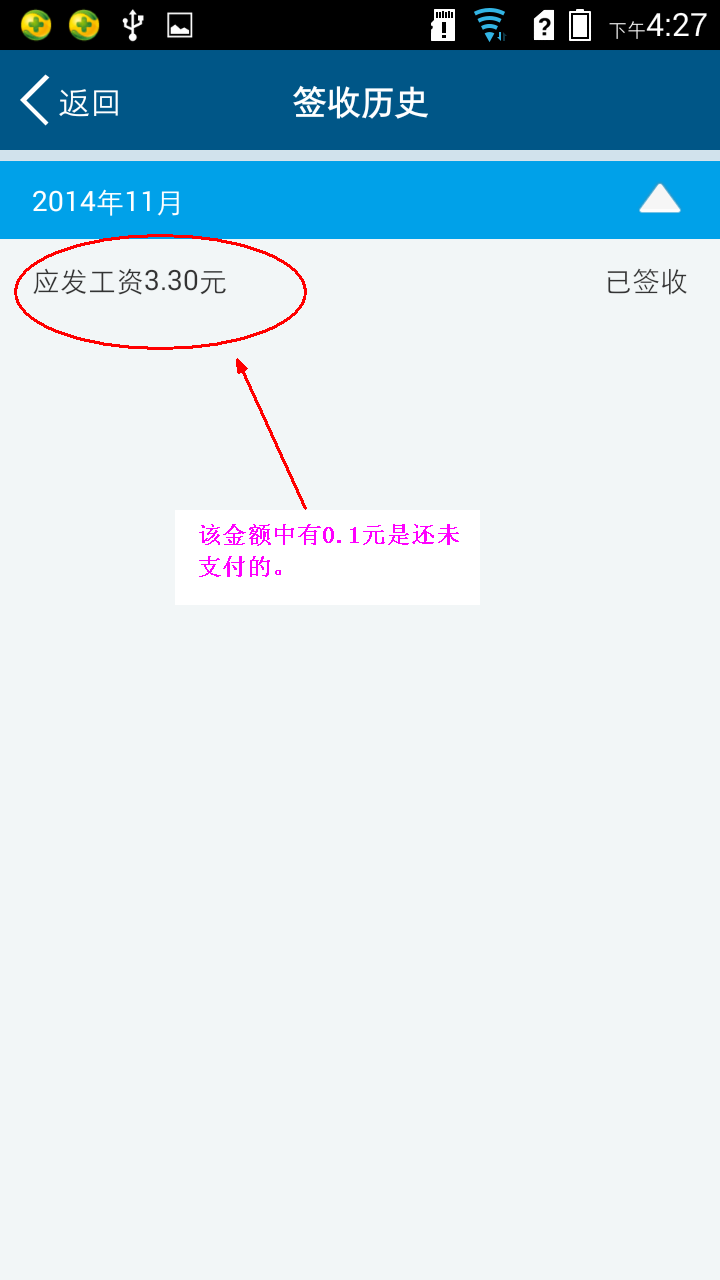 下午4:27
返回
签收历史
2014年11月
应发工资3.30元
已签收
该金额中有0.1元是还未
支付的。